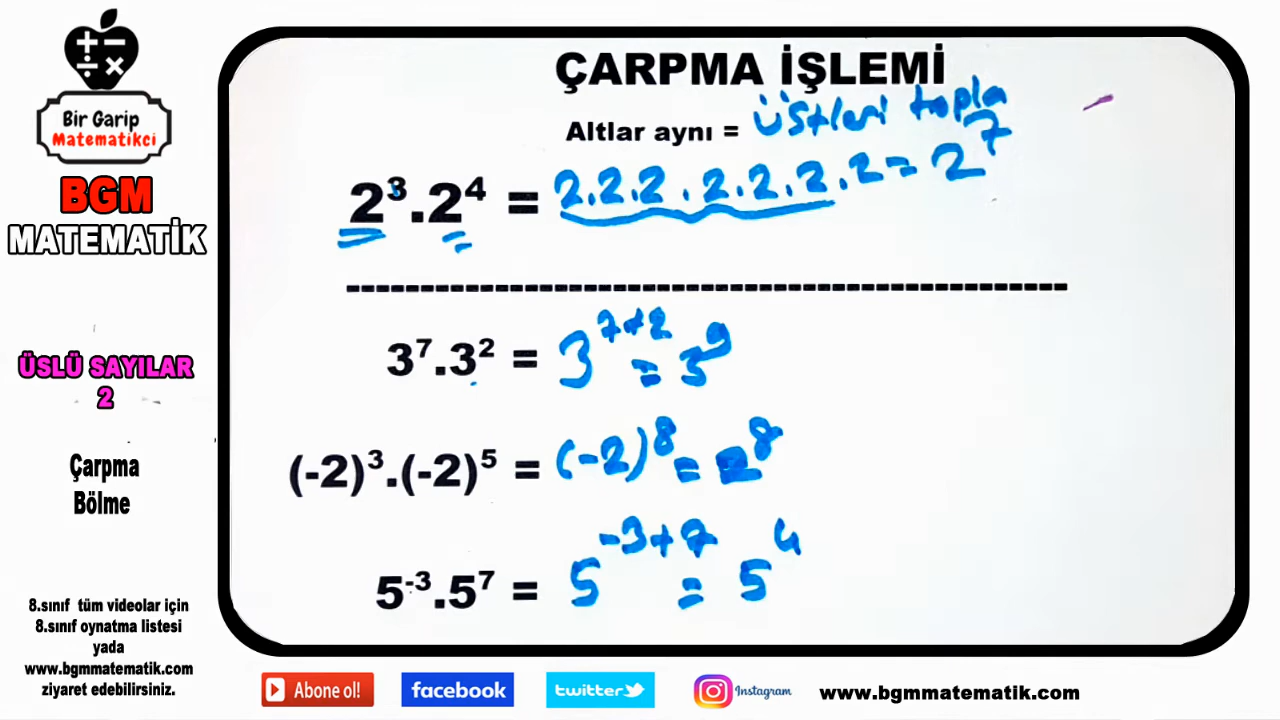 Bir Garip
Matematikci
BGM
MATEMATİK
ÜSLÜ SAYILAR
2
Çarpma
Bölme
8.sınıf tüm videolar için
8.sınıf oynatma listesi
yada
www.bgmmatematik.com
ziyaret edebilirsiniz.
ÇARPMA İŞLEMİ
Altlar aynı = üstleri topla
2³.2⁴ = 2.2.2.2.2.2.2 = 2⁷
3⁷.3² = 3⁷⁺² = 3⁹
(-2)³.(-2)⁵ = (-2)⁸ = 2⁸
5⁻³.5⁷ = 5⁻³⁺⁷ = 5⁴
Abone ol!
facebook
twitter
Instagram
www.bgmmatematik.com